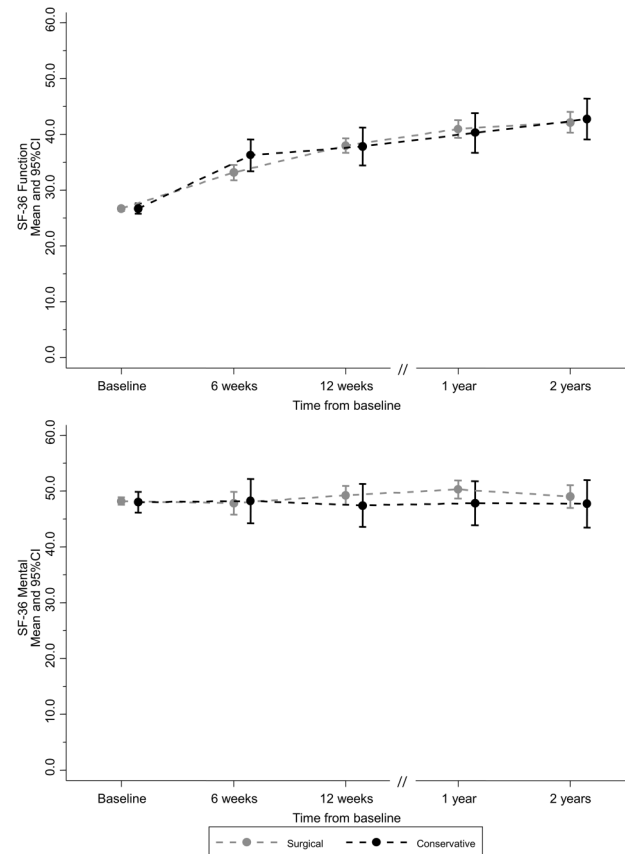 60.0
50.0
40.0
30.0
20.0
10.0
0.0
SF-36 Function
Mean and 95%CI
Baseline 6 weeks 12 weeks // 1 year 2 years
Time from baseline
60.0
50.0
40.0
30.0
20.0
10.0
0.0
SF-36 Mental
Mean and 95%CI
Baseline 6 weeks 12 weeks // 1 year 2 years
Time from baseline
Surgical Conservative